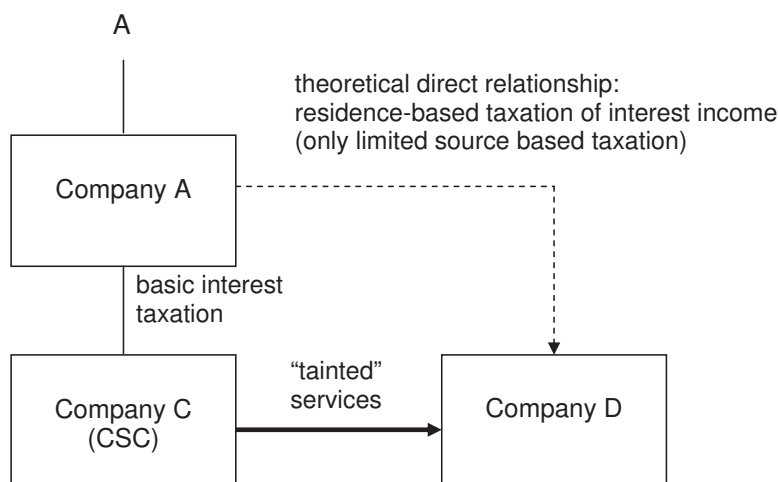 A
theoretical direct relationship:
residence-based taxation of interest income
(only limited source based taxation)
Company A
basic interest
taxation
“tainted”
services
Company C
(CSC)
Company D